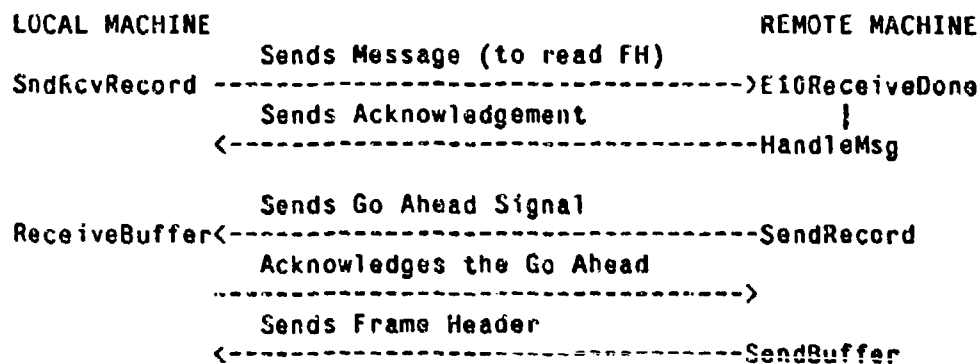 LOCAL MACHINE REMOTE MACHINE
Sends Message (to read FH)
SndRcvRecord ------------------------------->E10ReceiveDone
Sends Acknowledgement |
<-------------------------------HandleMsg
Sends Go Ahead Signal
ReceiveBuffer<-------------------------------SendRecord
Acknowledges the Go Ahead
------------------------------->
Sends Frame Header
<-------------------------------SendBuffer